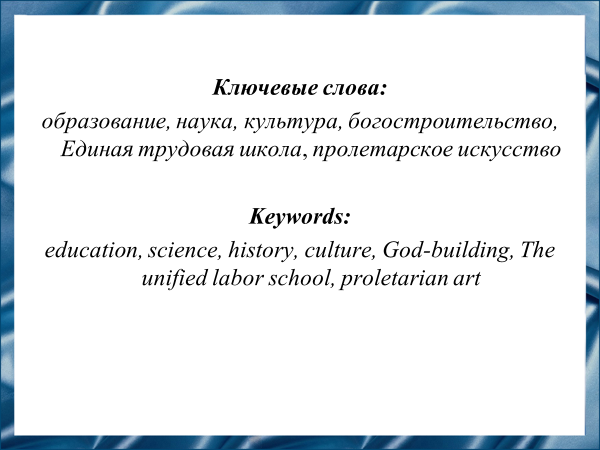 Ключевые слова:
образование, наука, культура, богостроительство,
Единая трудовая школа, пролетарское искусство
Keywords:
education, science, history, culture, God-building, The
unified labor school, proletarian art